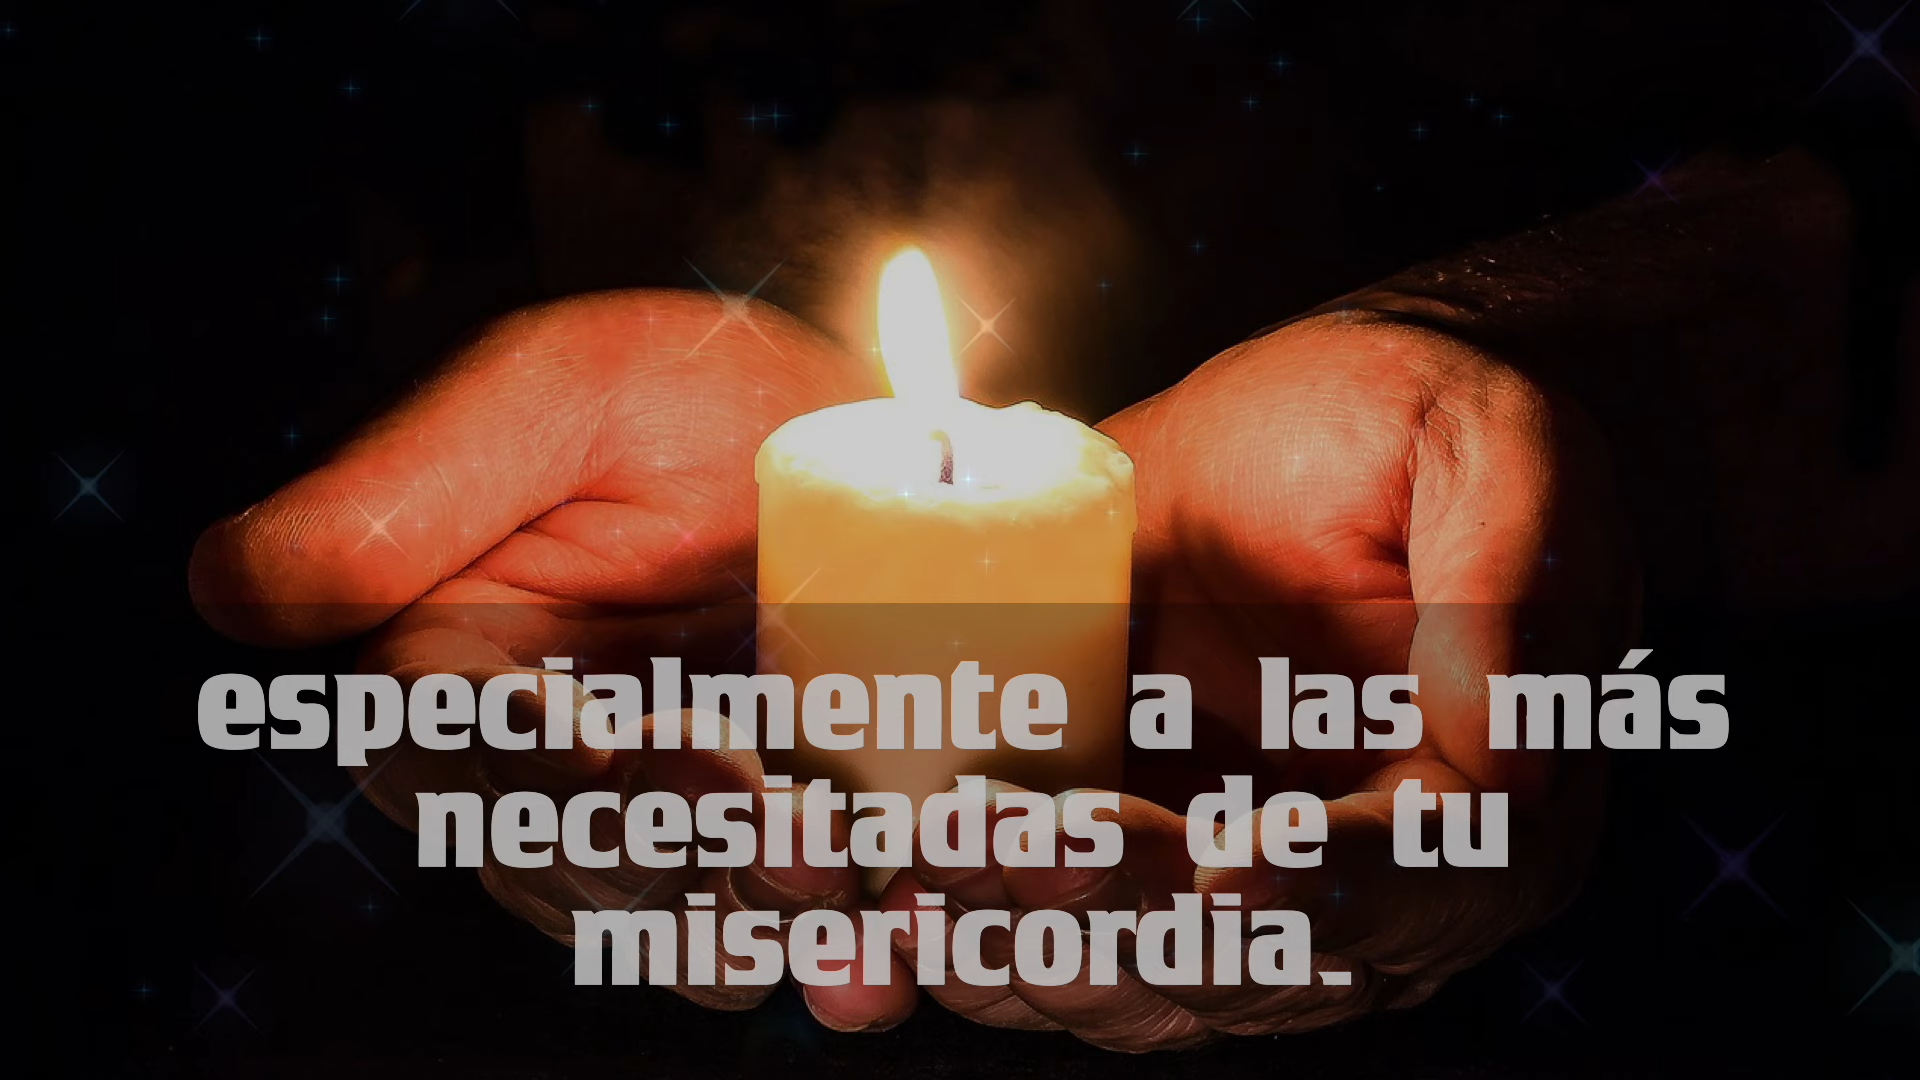 especialmente a las más
necesitadas de tu
misericordia.